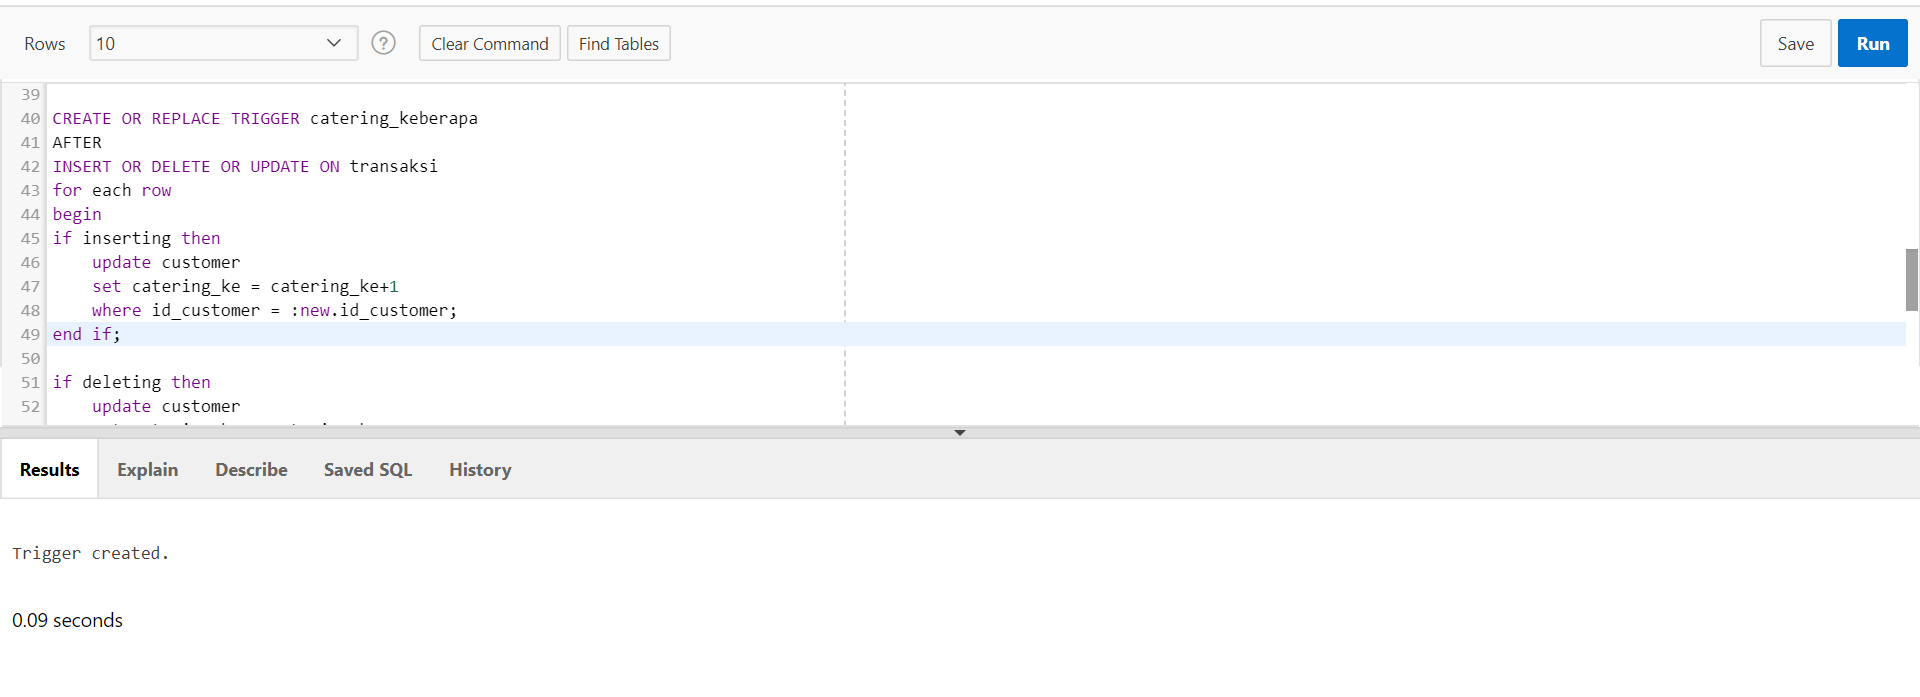 Rows 10 ? Clear Command Find Tables Save Run
39
40 CREATE OR REPLACE TRIGGER catering_keberapa
41 AFTER
42 INSERT OR DELETE OR UPDATE ON transaksi
43 for each row
44 begin
45 if inserting then
46 update customer
47 set catering_ke = catering_ke+1
48 where id_customer = :new.id_customer;
49 end if;
50
51 if deleting then
52 update customer
Results Explain Describe Saved SQL History
Trigger created.
0.09 seconds